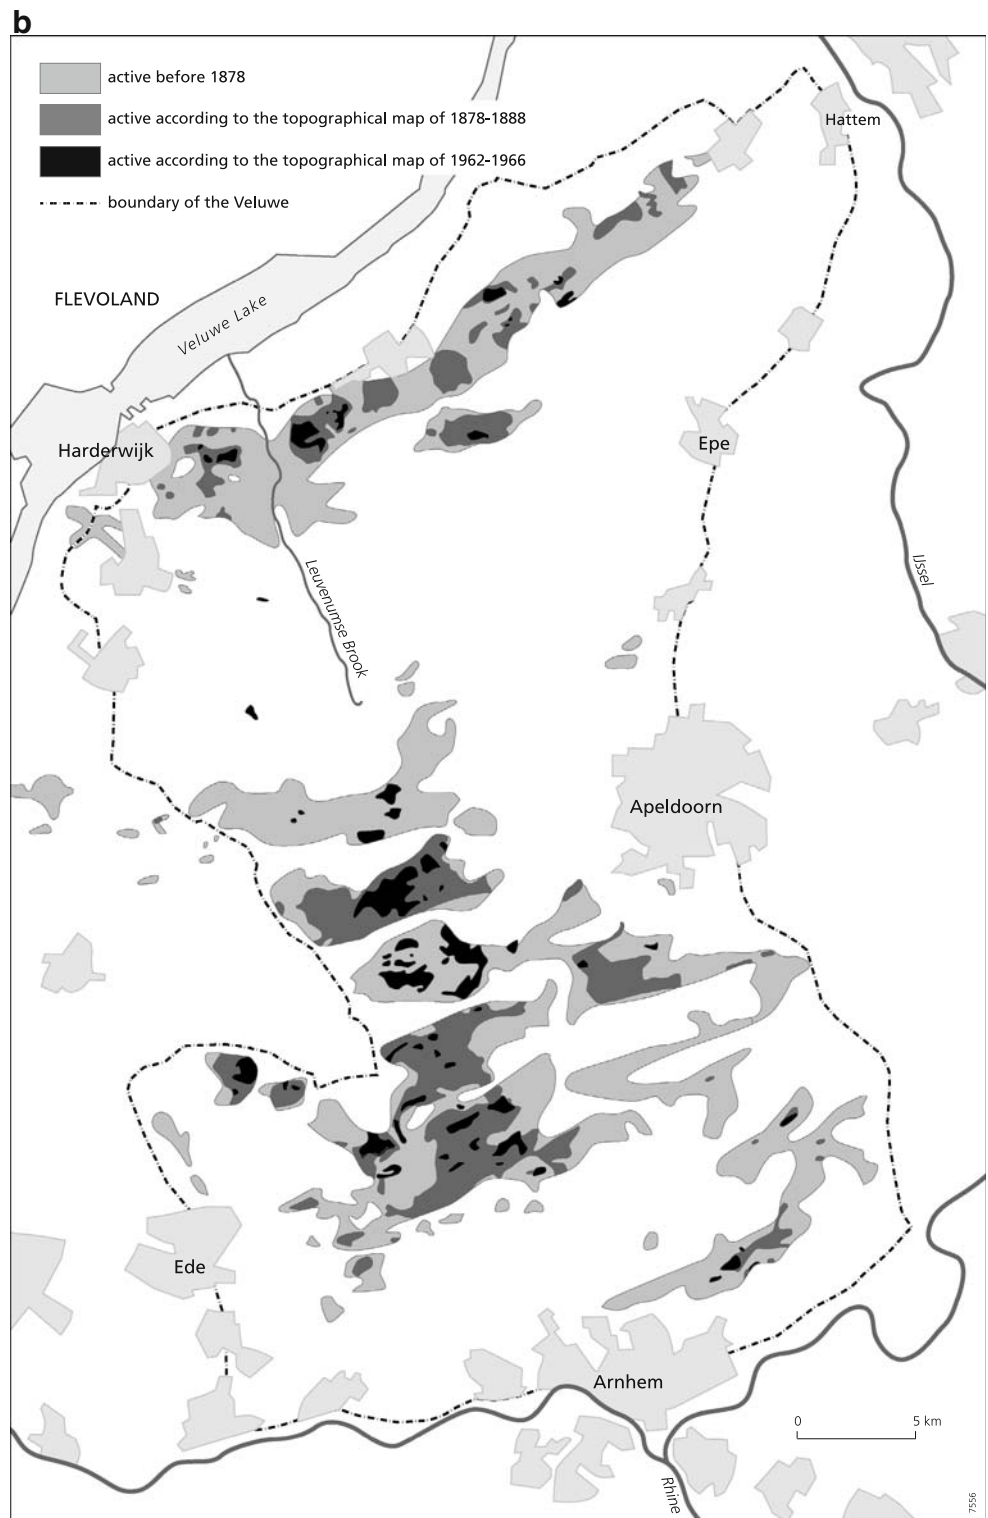 b
active before 1878
active according to the topographical map of 1878-1888
active according to the topographical map of 1962-1966
boundary of the Veluwe
Hattem
FLEVOLAND
Veluwe Lake
Harderwijk
Epe
IJssel
Leuvenumse Brook
Apeldoorn
Ede
Arnhem
0 5 km
Rhine
7556